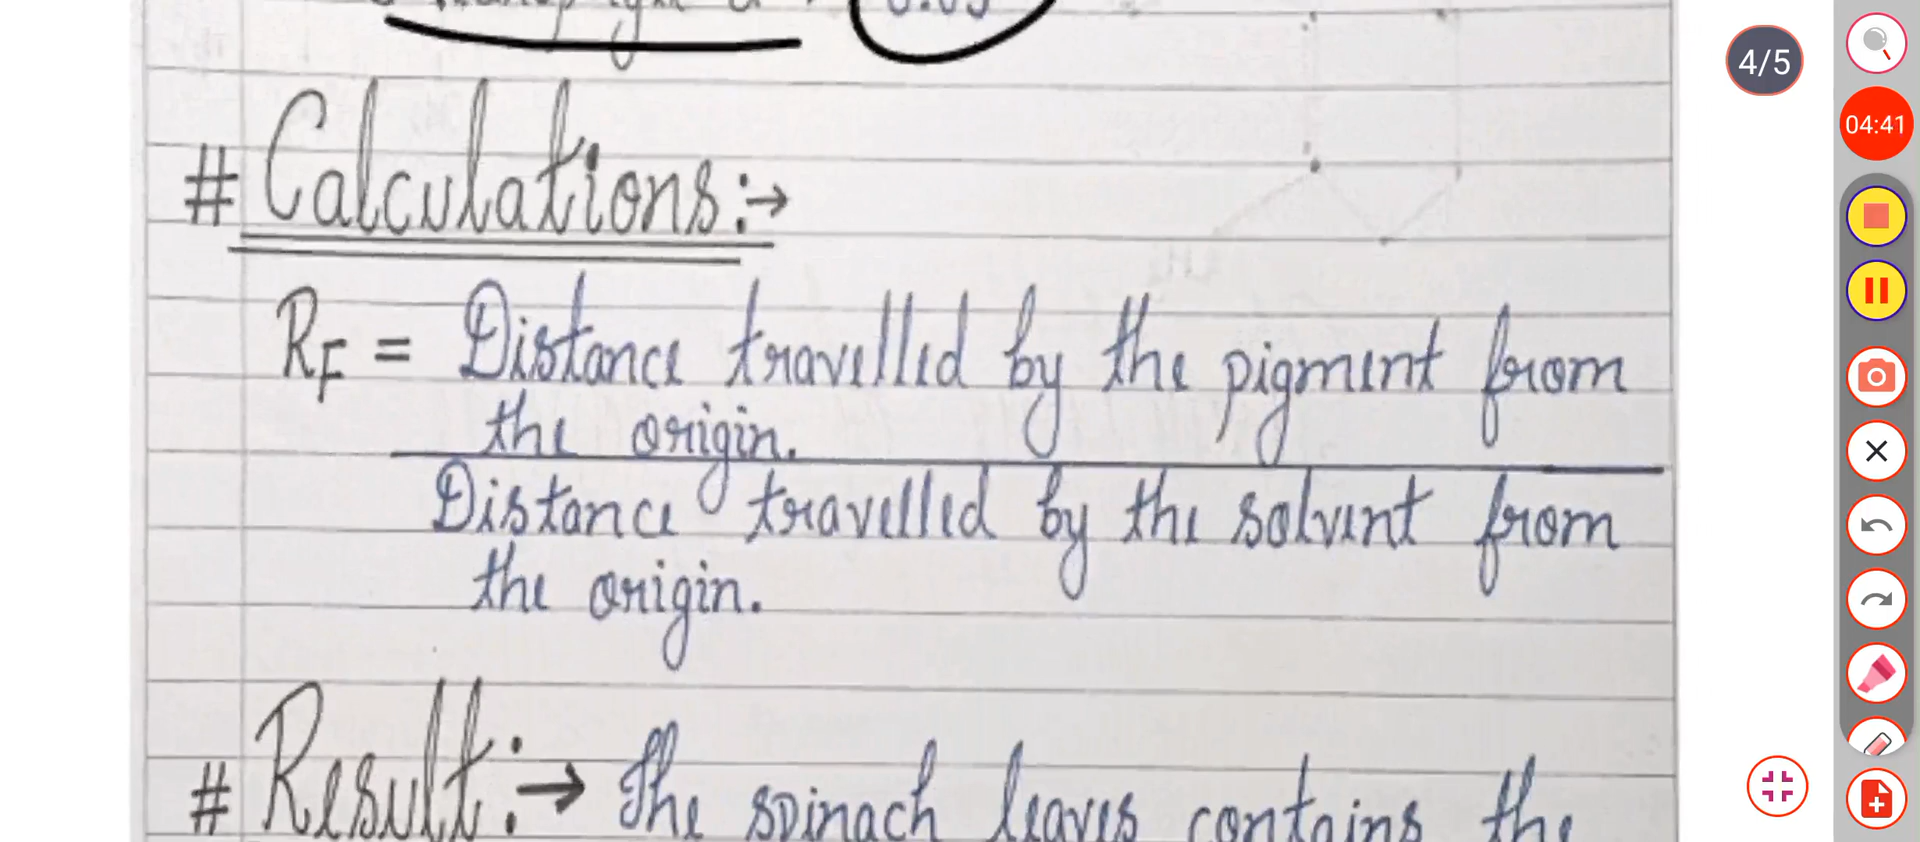 4/5
04:41
# Calculations:→
RF = Distance travelled by the pigment from
the origin.
Distance travelled by the solvent from
the origin.
# Result:→ The spinach leaves contains the